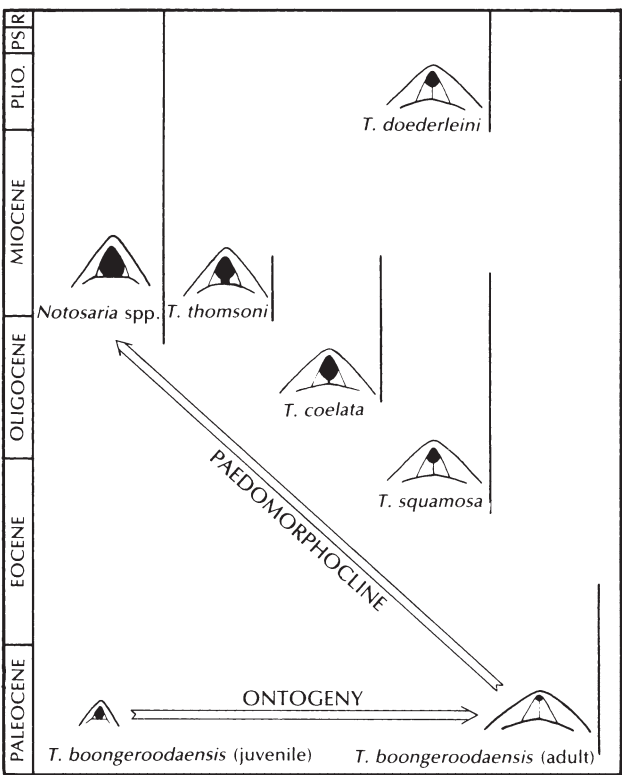 R
PS
PLIO.
MIOCENE
OLIGOCENE
EOCENE
PALEOCENE
T. doederleini
Notosaria spp.
T. thomsoni
T. coelata
T. squamosa
PAEDOMORPHOCLINE
ONTOGENY
T. boongeroodaensis (juvenile)
T. boongeroodaensis (adult)